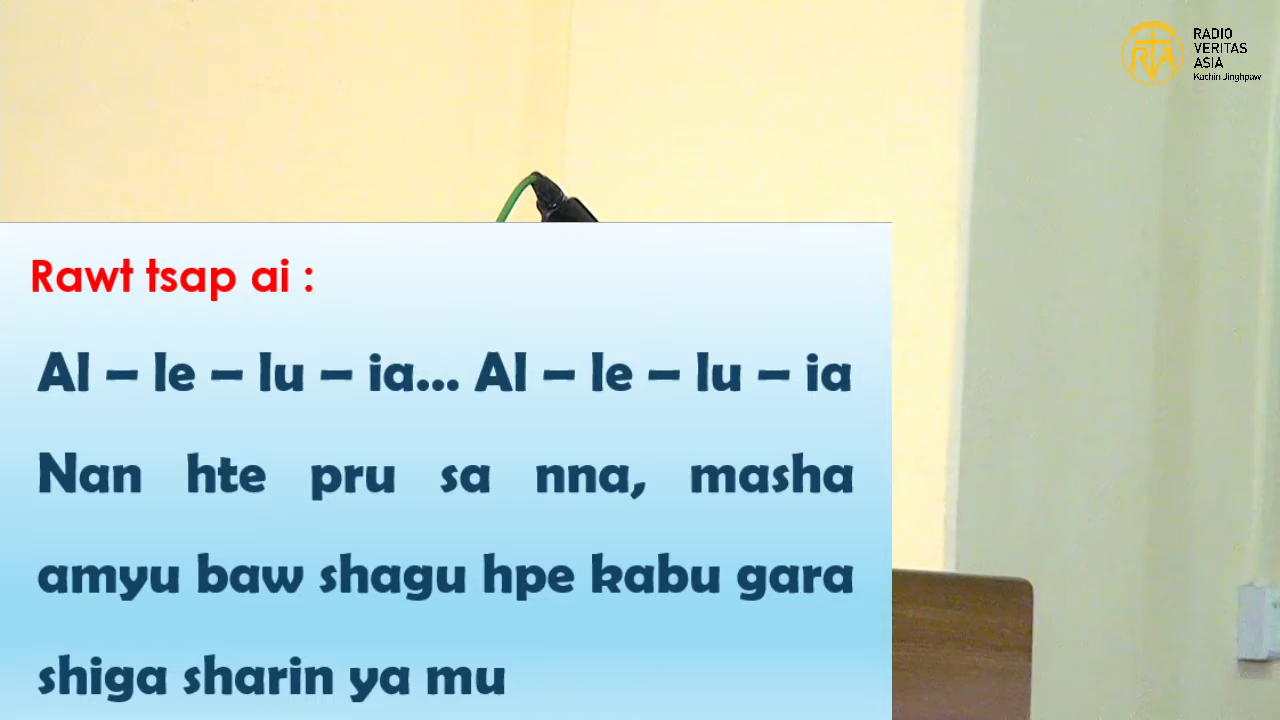 RADIO
VERITAS
ASIA
Kachin Jinghpaw
Rawt tsap ai :
Al – le – lu – ia... Al – le – lu – ia
Nan hte pru sa nna, masha
amyu baw shagu hpe kabu gara
shiga sharin ya mu